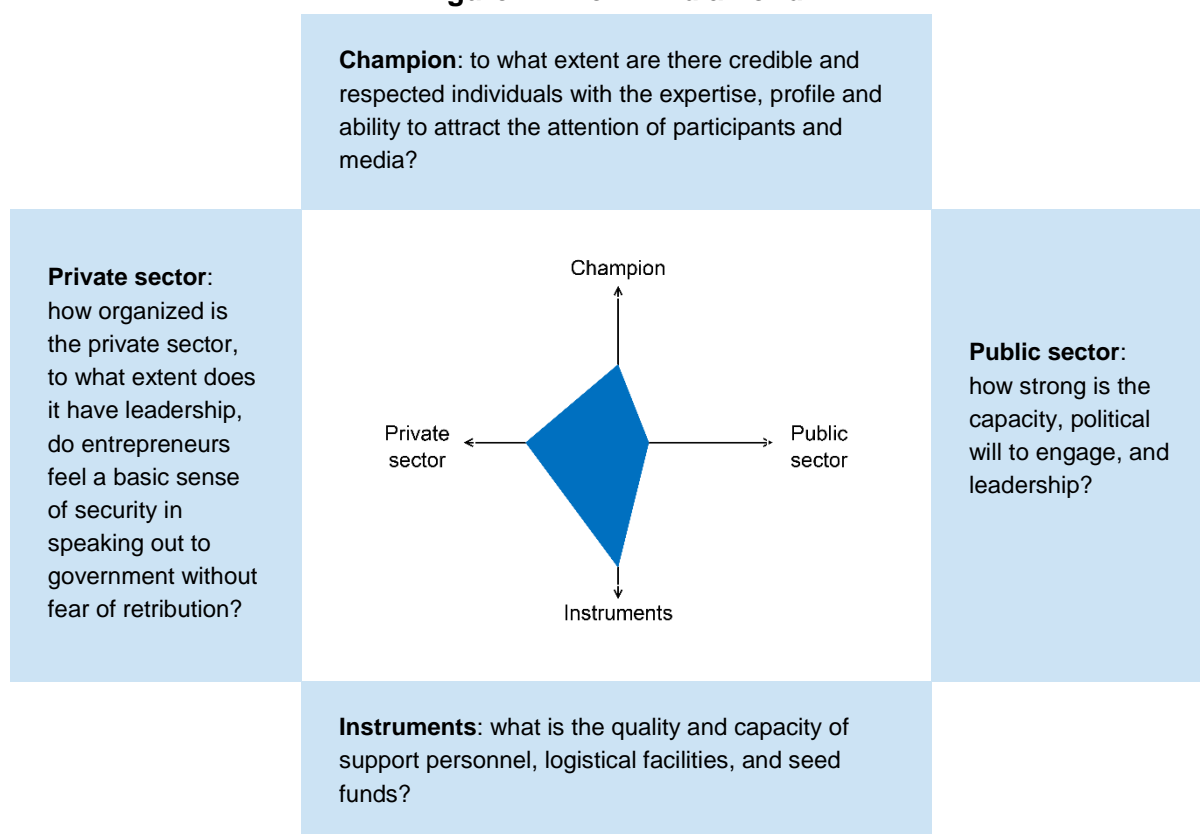 Champion: to what extent are there credible and
respected individuals with the expertise, profile and
ability to attract the attention of participants and
media?
Private sector:
how organized is
the private sector,
to what extent does
it have leadership,
do entrepreneurs
feel a basic sense
of security in
speaking out to
government without
fear of retribution?
Champion
Private
sector
Public
sector
Instruments
Public sector:
how strong is the
capacity, political
will to engage, and
leadership?
Instruments: what is the quality and capacity of
support personnel, logistical facilities, and seed
funds?